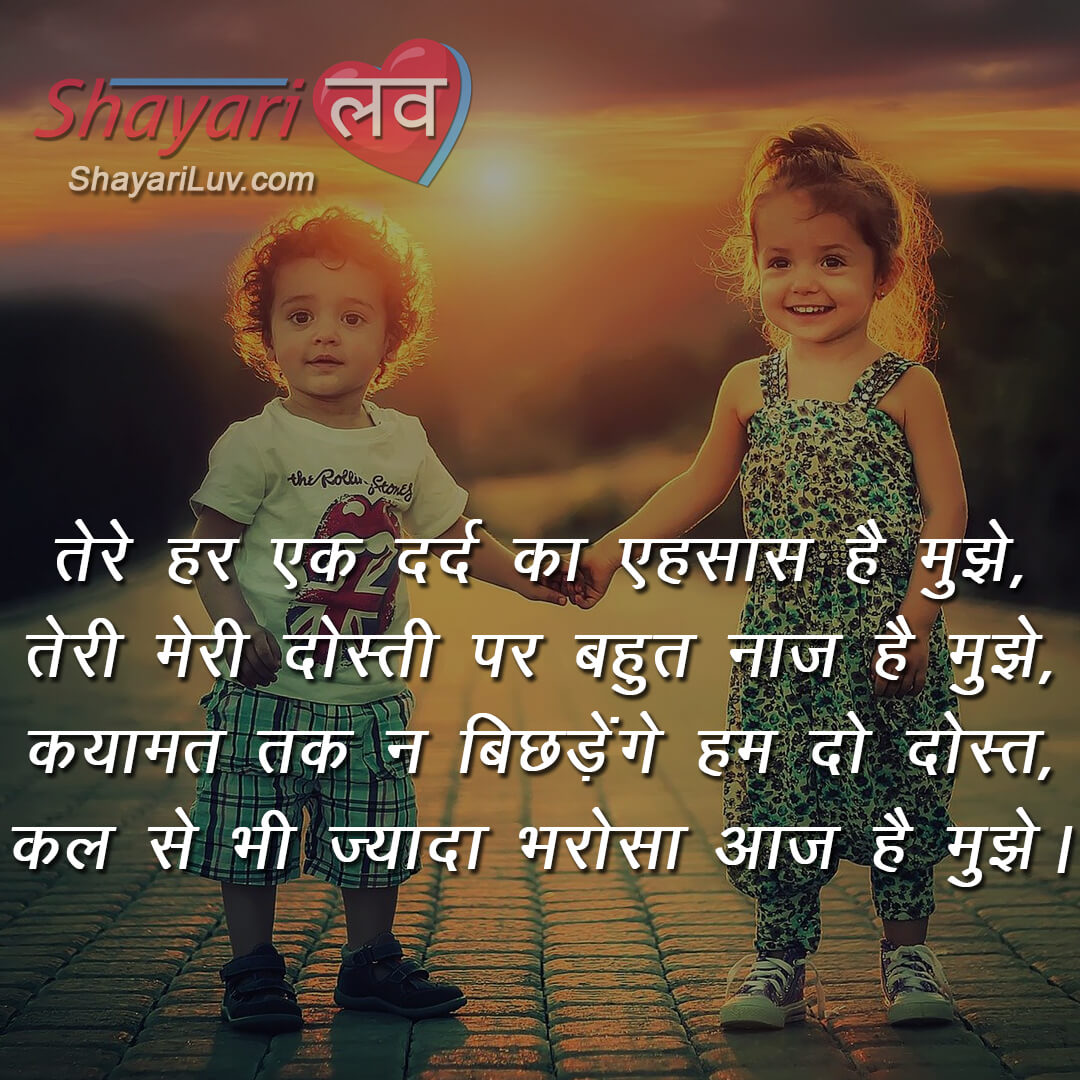 Shayari लव
ShayariLuv.com
the Rolling Stones
तेरे हर एक दर्द का एहसास है मुझे,
तेरी मेरी दोस्ती पर बहुत नाज है मुझे,
कयामत तक न बिछड़ेंगे हम दो दोस्त,
कल से भी ज्यादा भरोसा आज है मुझे।